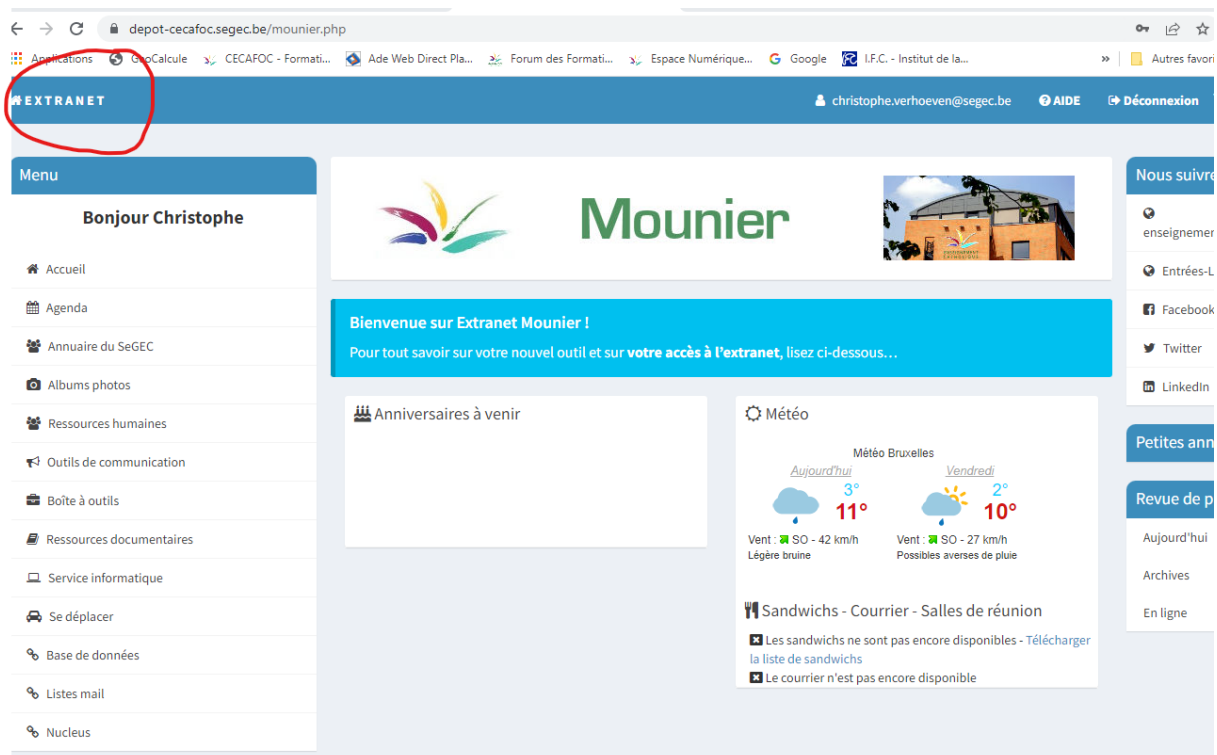 depot-cecafoc.segec.be/mounier.php
Applications GeoCalcule CECAFOC - Formati... Ade Web Direct Pla... Forum des Formati... Espace Numérique... Google I.F.C. - Institut de la... » Autres favori
EXTRANET christophe.verhoeven@segec.be AIDE Déconnexion
Menu
Bonjour Christophe
Accueil
Agenda
Annuaire du SeGEC
Albums photos
Ressources humaines
Outils de communication
Boîte à outils
Ressources documentaires
Service informatique
Se déplacer
Base de données
Listes mail
Nucleus
Mounier
Bienvenue sur Extranet Mounier !
Pour tout savoir sur votre nouvel outil et sur votre accès à l'extranet, lisez ci-dessous...
Anniversaires à venir
Météo
Météo Bruxelles
Aujourd'hui Vendredi
3° 2°
11° 10°
Vent : SO - 42 km/h Vent : SO - 27 km/h
Légère bruine Possibles averses de pluie
Sandwichs - Courrier - Salles de réunion
Les sandwichs ne sont pas encore disponibles - Télécharger
la liste de sandwichs
Le courrier n'est pas encore disponible
Nous suivre
enseignemen
Entrées-L
Facebook
Twitter
LinkedIn
Petites ann
Revue de p
Aujourd'hui
Archives
En ligne